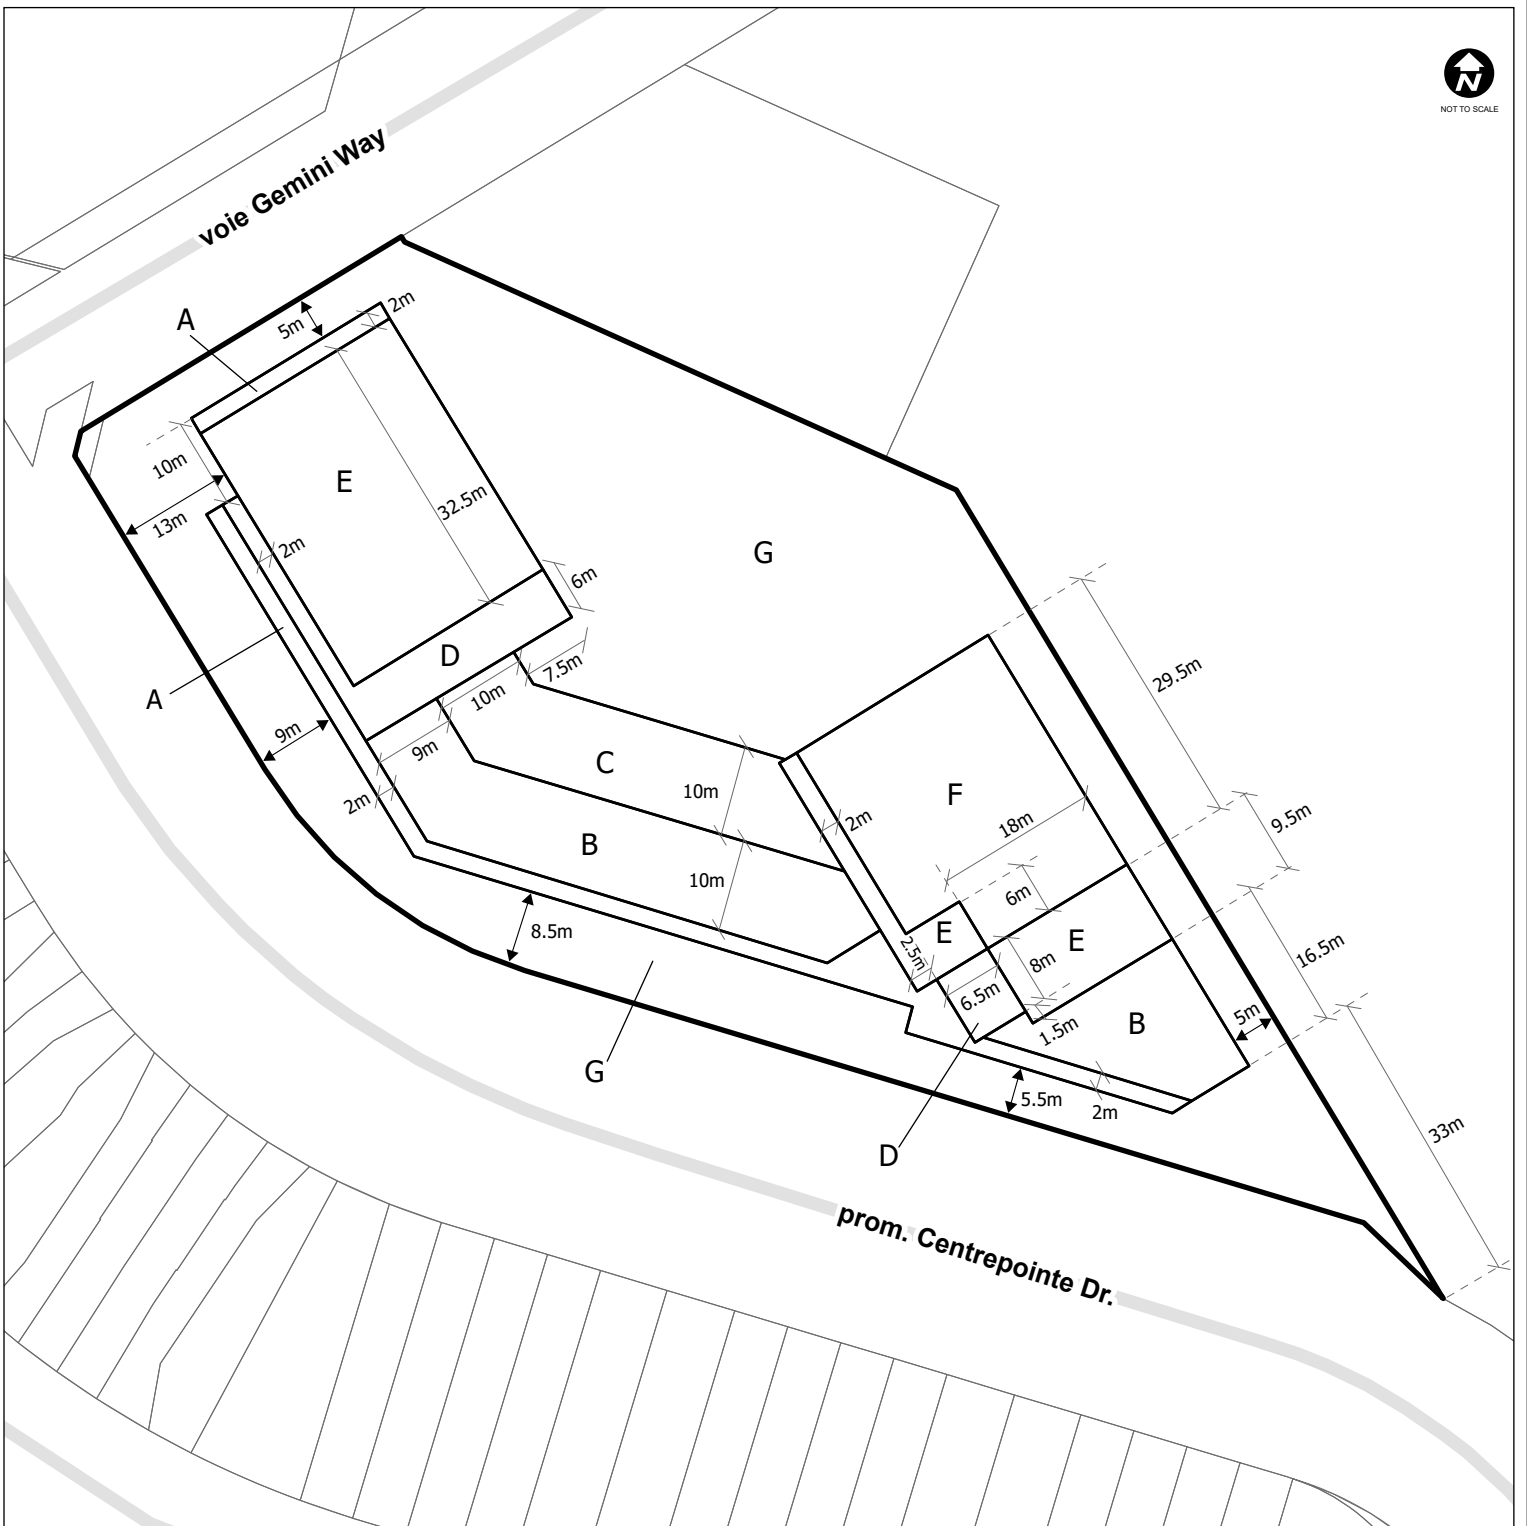 N
NOT TO SCALE
voie Gemini Way
A
5m
2m
10m
13m
E
32.5m
2m
6m
G
D
7.5m
10m
9m
A
9m
2m
C
10m
B
10m
8.5m
29.5m
9.5m
F
18m
2m
6m
E
E
2.5m
8m
6.5m
1.5m
B
16.5m
5m
33m
G
5.5m
2m
D
prom. Centrepointe Dr.